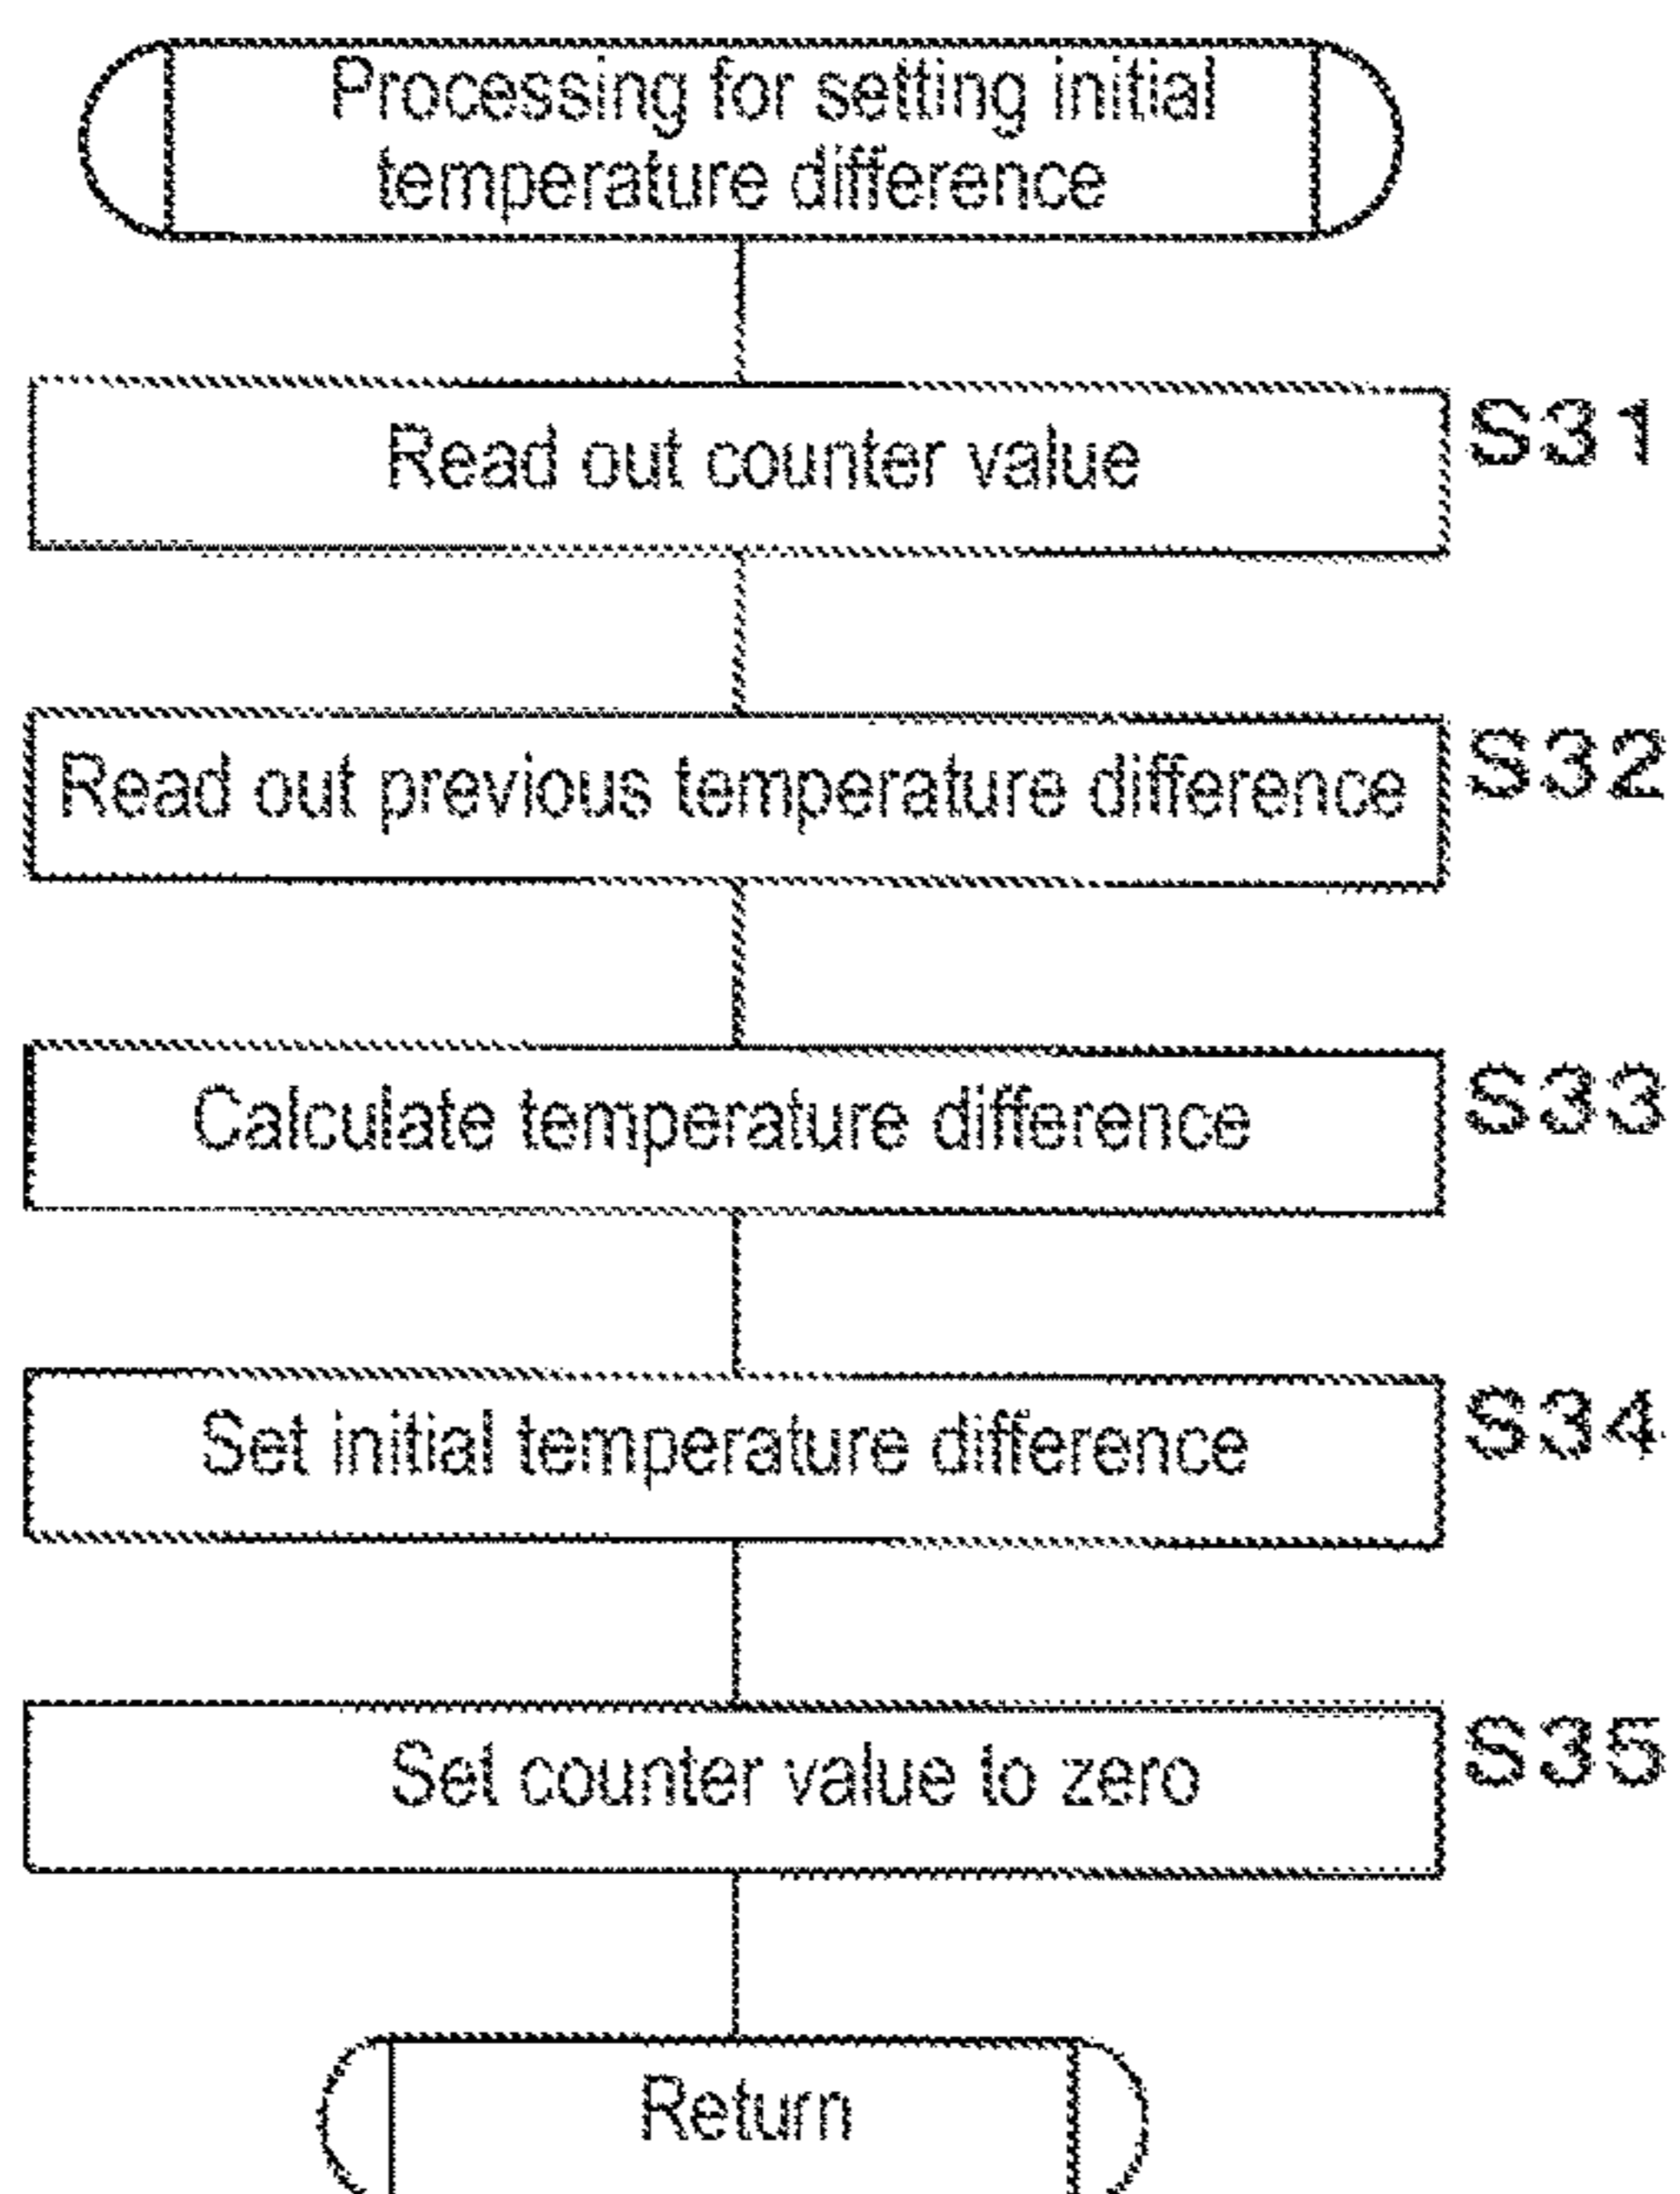 Processing for setting initial
temperature difference
Read out counter value
S31
Read out previous temperature difference
S32
Calculate temperature difference
S33
Set initial temperature difference
S34
Set counter value to zero
S35
Return